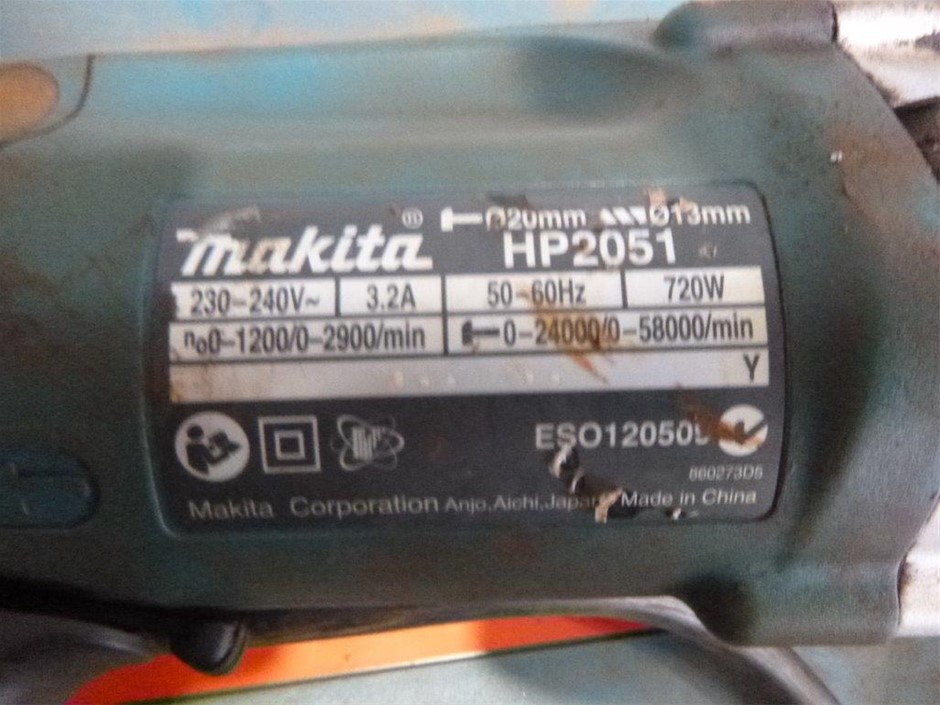 Ø20mm Ø13mm
makita® HP2051
230-240V~ 3.2A 50-60Hz 720W
n₀0-1200/0-2900/min 0-24000/0-58000/min
Y
860273D5
Makita Corporation Anjo,Aichi,Japan Made in China